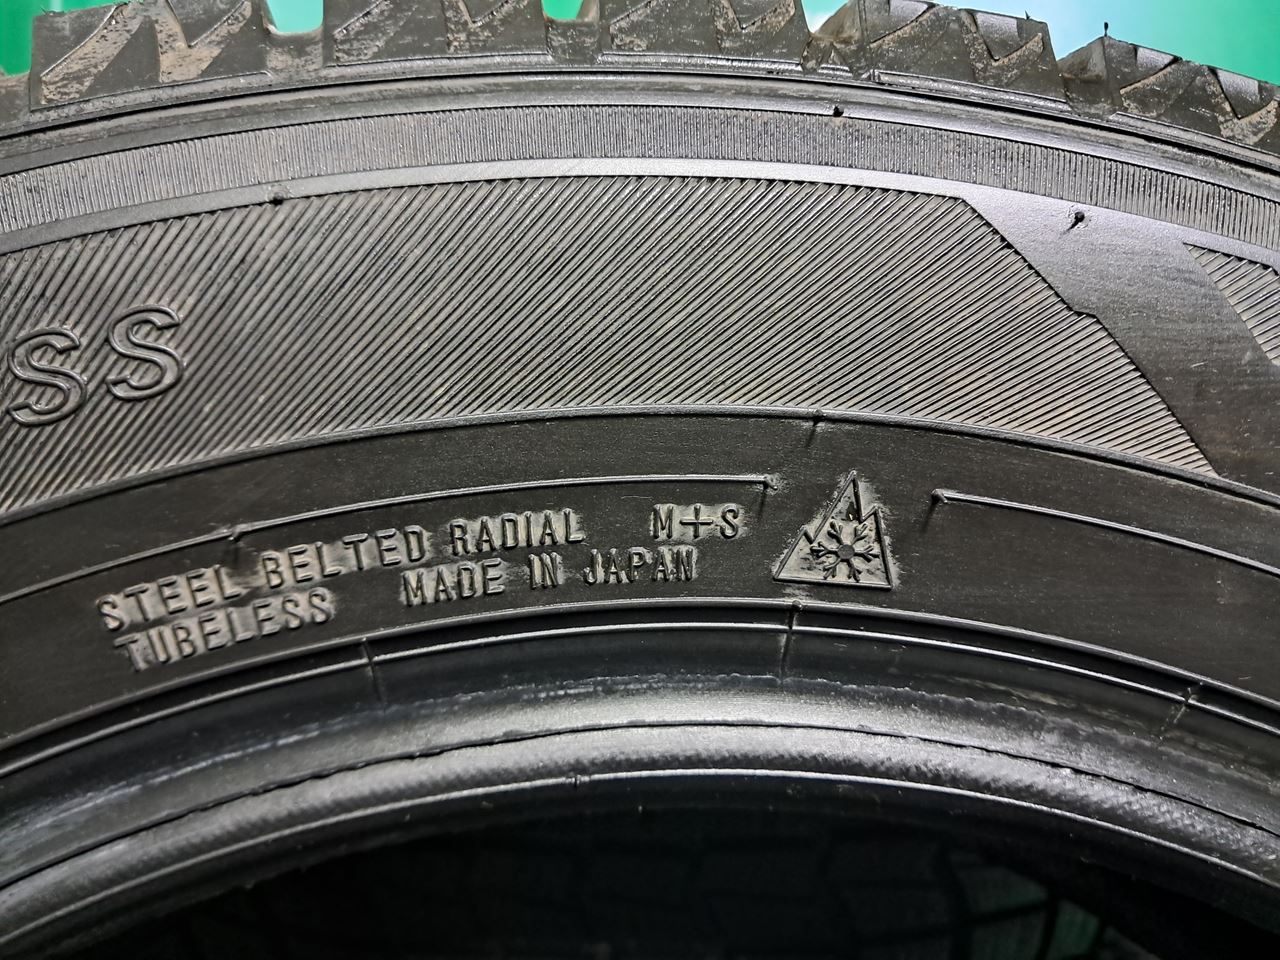 SS
STEEL BELTED RADIAL M+S
TUBELESS MADE IN JAPAN